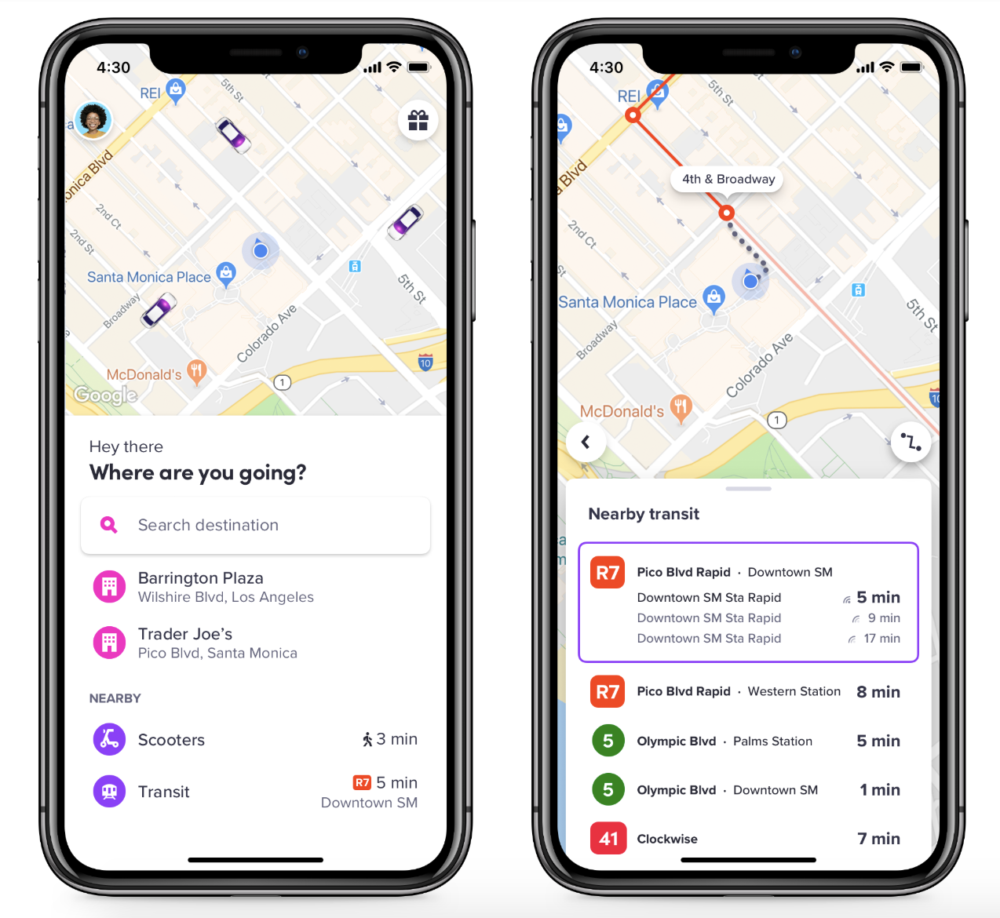 4:30
REI
5th St
onica Blvd
2nd Ct
2nd St
Santa Monica Place
Broadway
5th St
Colorado Ave
McDonald's
10
1
Google
Hey there
Where are you going?
Search destination
Barrington Plaza
Wilshire Blvd, Los Angeles
Trader Joe's
Pico Blvd, Santa Monica
NEARBY
Scooters 3 min
Transit R7 5 min
Downtown SM
4:30
REI
5th St
a Blvd
4th & Broadway
2nd Ct
Santa Monica Place
5th St
Broadway
Colorado Ave
McDonald's
1
Nearby transit
R7 Pico Blvd Rapid · Downtown SM
Downtown SM Sta Rapid 5 min
Downtown SM Sta Rapid 9 min
Downtown SM Sta Rapid 17 min
R7 Pico Blvd Rapid · Western Station 8 min
5 Olympic Blvd · Palms Station 5 min
5 Olympic Blvd · Downtown SM 1 min
41 Clockwise 7 min